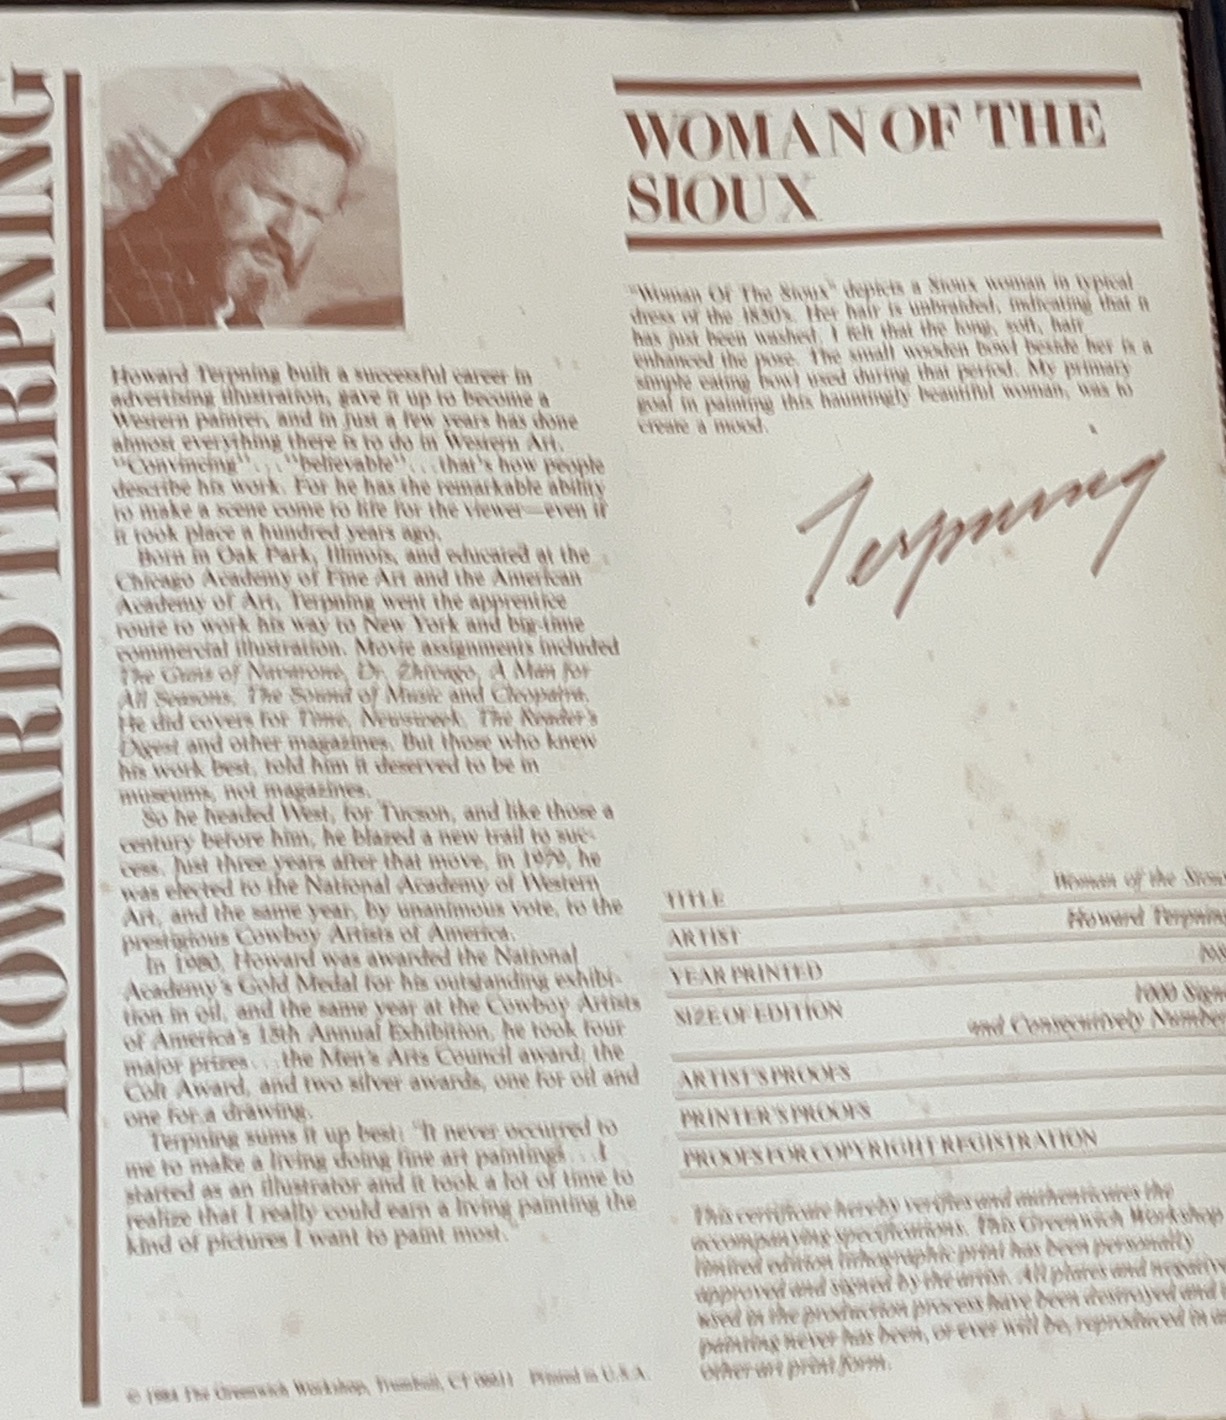 HOWARD TERPNING
Howard Terpning built a successful career in
advertising illustration, gave it up to become a
Western painter, and in just a few years has done
almost everything there is to do in Western Art.
"Convincing"... "believable"... that's how people
describe his work. For he has the remarkable ability
to make a scene come to life for the viewer—even if
it took place a hundred years ago.
Born in Oak Park, Illinois, and educated at the
Chicago Academy of Fine Art and the American
Academy of Art, Terpning went the apprentice
route to work his way to New York and big-time
commercial illustration. Movie assignments included
The Guns of Navarone, Dr. Zhivago, A Man for
All Seasons, The Sound of Music and Cleopatra.
He did covers for Time, Newsweek, The Reader's
Digest and other magazines. But those who knew
his work best, told him it deserved to be in
museums, not magazines.
So he headed West, for Tucson, and like those a
century before him, he blazed a new trail to suc-
cess. Just three years after that move, in 1979, he
was elected to the National Academy of Western
Art, and the same year, by unanimous vote, to the
prestigious Cowboy Artists of America.
In 1980, Howard was awarded the National
Academy's Gold Medal for his outstanding exhibi-
tion in oil, and the same year at the Cowboy Artists
of America's 15th Annual Exhibition, he took four
major prizes... the Men's Arts Council award; the
Colt Award, and two silver awards, one for oil and
one for a drawing.
Terpning sums it up best: "It never occurred to
me to make a living doing fine art paintings... I
started as an illustrator and it took a lot of time to
realize that I really could earn a living painting the
kind of pictures I want to paint most."
© 1984 The Greenwich Workshop, Trumbull, CT 06611 Printed in U.S.A.
WOMAN OF THE
SIOUX
"Woman Of The Sioux" depicts a Sioux woman in typical
dress of the 1830's. Her hair is unbraided, indicating that it
has just been washed. I felt that the long, soft, hair
enhanced the pose. The small wooden bowl beside her is a
simple eating bowl used during that period. My primary
goal in painting this hauntingly beautiful woman, was to
create a mood.
Terpning
TITLE Woman of the Sioux
ARTIST Howard Terpning
YEAR PRINTED
SIZE OF EDITION 1000 Sign
and Consecutively Number
ARTIST'S PROOFS
PRINTER'S PROOFS
PROOFS FOR COPYRIGHT REGISTRATION
This certificate hereby verifies and authenticates the
accompanying specifications. This Greenwich Workshop
limited edition lithographic print has been personally
approved and signed by the artist. All plates and negative
used in the production process have been destroyed and
painting never has been, or ever will be, reproduced in
other art print form.